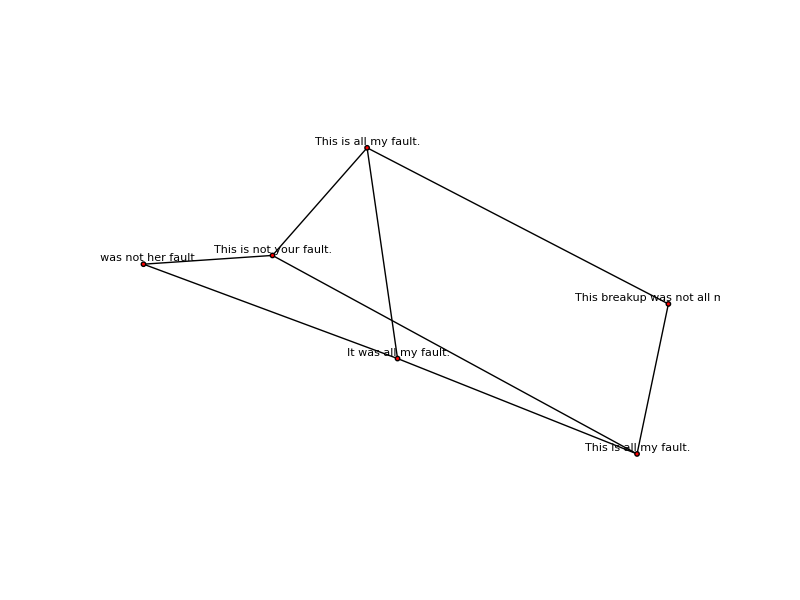 This is all my fault.
This is not your fault.
was not her fault
This breakup was not all n
It was all my fault.
This is all my fault.